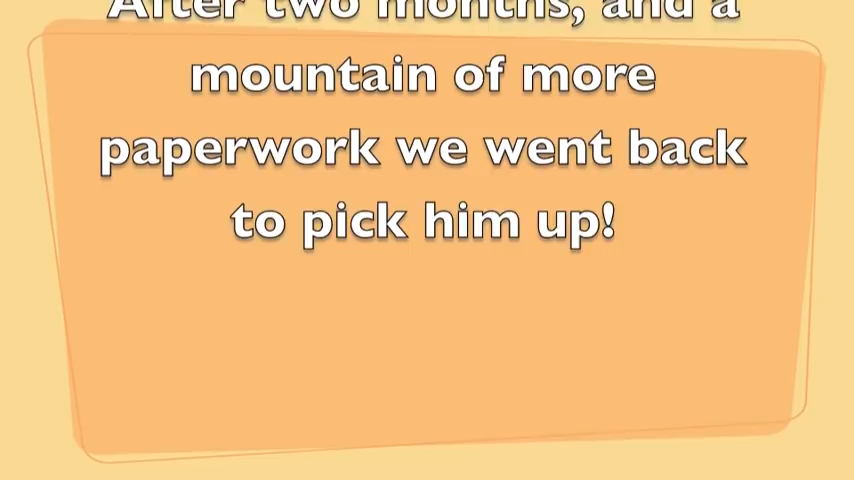 After two months, and a
mountain of more
paperwork we went back
to pick him up!